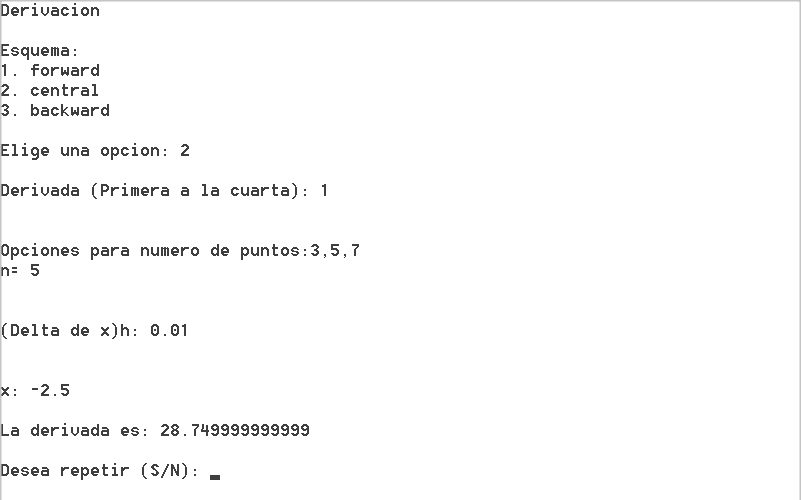 Derivacion
Esquema:
1. forward
2. central
3. backward
Elige una opcion: 2
Derivada (Primera a la cuarta): 1
Opciones para numero de puntos:3,5,7
n= 5
(Delta de x)h: 0.01
x: -2.5
La derivada es: 28.749999999999
Desea repetir (S/N): _